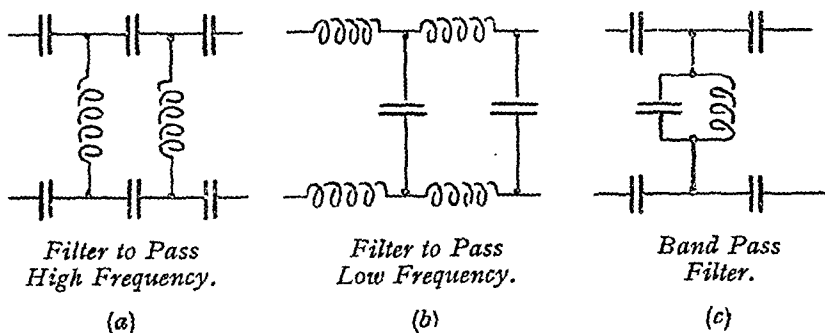 Filter to Pass
High Frequency.
(a)
Filter to Pass
Low Frequency.
(b)
Band Pass
Filter.
(c)